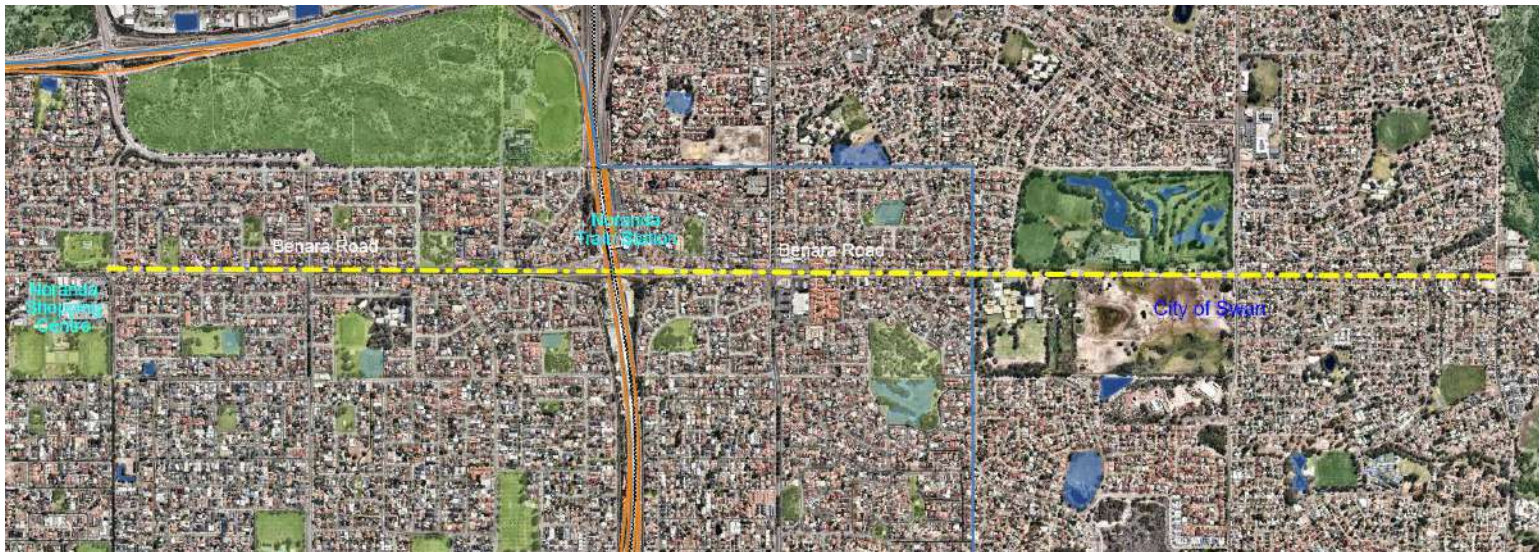 Noranda
Train Station
Benara Road
Benara Road
Noranda
Shopping
Centre
City of Swan